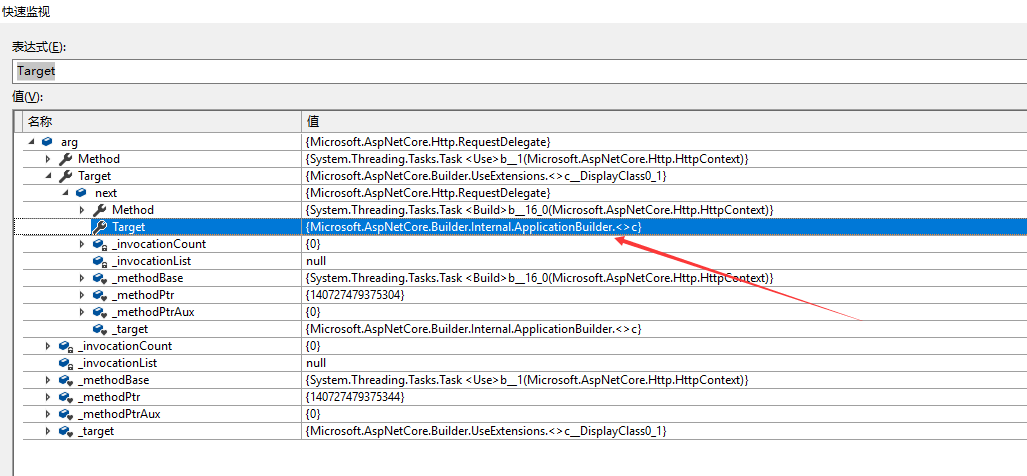 快速监视
表达式(E):
Target
值(V):
名称 值
arg {Microsoft.AspNetCore.Http.RequestDelegate}
Method {System.Threading.Tasks.Task <Use>b__1(Microsoft.AspNetCore.Http.HttpContext)}
Target {Microsoft.AspNetCore.Builder.UseExtensions.<>c__DisplayClass0_1}
next {Microsoft.AspNetCore.Http.RequestDelegate}
Method {System.Threading.Tasks.Task <Build>b__16_0(Microsoft.AspNetCore.Http.HttpContext)}
Target {Microsoft.AspNetCore.Builder.Internal.ApplicationBuilder.<>c}
_invocationCount {0}
_invocationList null
_methodBase {System.Threading.Tasks.Task <Build>b__16_0(Microsoft.AspNetCore.Http.HttpContext)}
_methodPtr {140727479375304}
_methodPtrAux {0}
_target {Microsoft.AspNetCore.Builder.Internal.ApplicationBuilder.<>c}
_invocationCount {0}
_invocationList null
_methodBase {System.Threading.Tasks.Task <Use>b__1(Microsoft.AspNetCore.Http.HttpContext)}
_methodPtr {140727479375344}
_methodPtrAux {0}
_target {Microsoft.AspNetCore.Builder.UseExtensions.<>c__DisplayClass0_1}